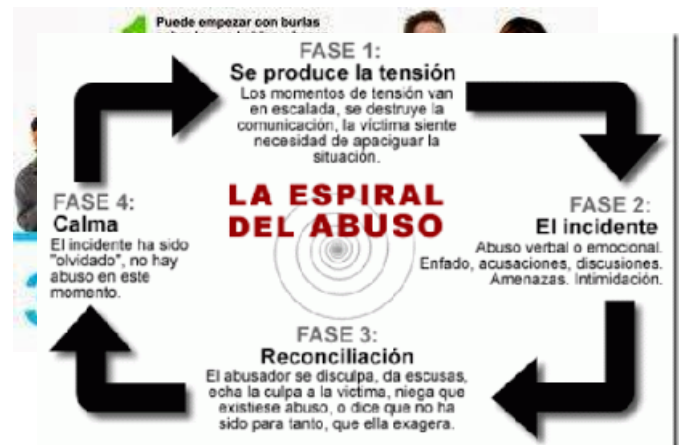 Puede empezar con burlas
FASE 1:
Se produce la tensión
Los momentos de tensión van
en escalada, se destruye la
comunicación, la víctima siente
necesidad de apaciguar la
situación.
LA ESPIRAL
DEL ABUSO
FASE 2:
El incidente
Abuso verbal o emocional.
Enfado, acusaciones, discusiones.
Amenazas. Intimidación.
FASE 3:
Reconciliación
El abusador se disculpa, da escusas,
echa la culpa a la victima, niega que
existiese abuso, o dice que no ha
sido para tanto, que ella exagera.
FASE 4:
Calma
El incidente ha sido
"olvidado", no hay
abuso en este
momento.